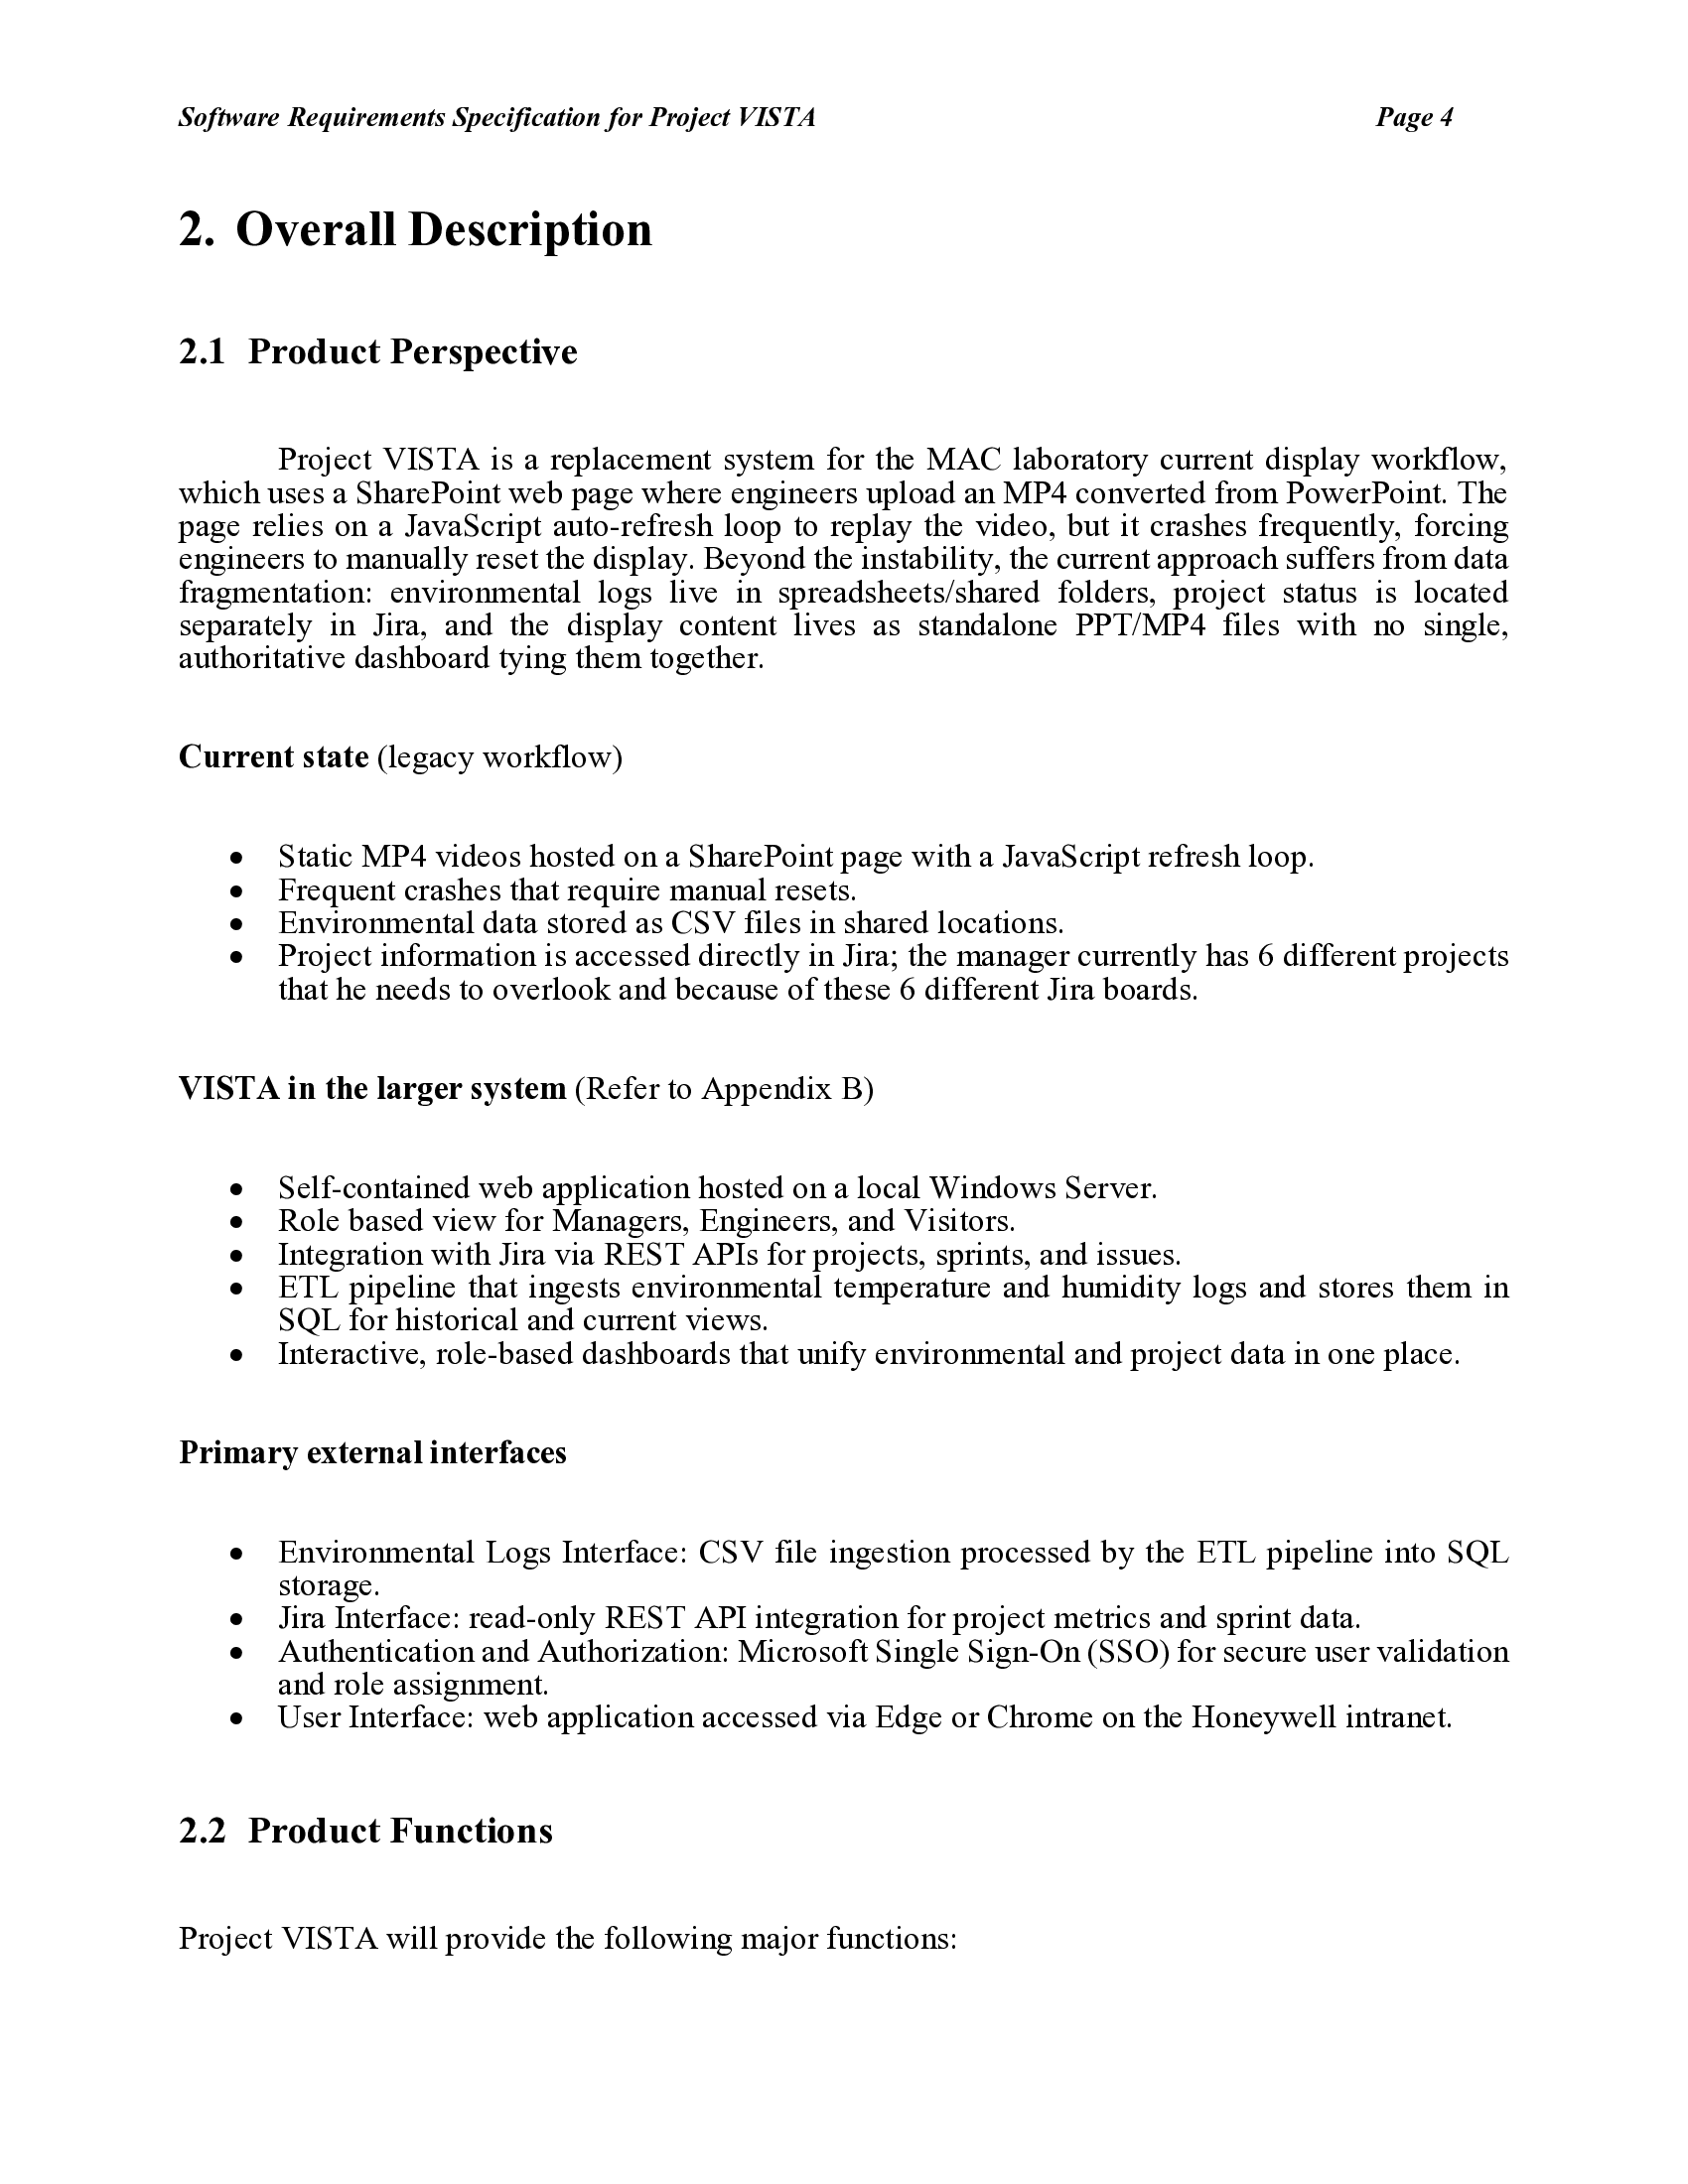 Software Requirements Specification for Project VISTA Page 4
2. Overall Description
2.1 Product Perspective
Project VISTA is a replacement system for the MAC laboratory current display workflow,
which uses a SharePoint web page where engineers upload an MP4 converted from PowerPoint. The
page relies on a JavaScript auto-refresh loop to replay the video, but it crashes frequently, forcing
engineers to manually reset the display. Beyond the instability, the current approach suffers from data
fragmentation: environmental logs live in spreadsheets/shared folders, project status is located
separately in Jira, and the display content lives as standalone PPT/MP4 files with no single,
authoritative dashboard tying them together.
Current state (legacy workflow)
• Static MP4 videos hosted on a SharePoint page with a JavaScript refresh loop.
• Frequent crashes that require manual resets.
• Environmental data stored as CSV files in shared locations.
• Project information is accessed directly in Jira; the manager currently has 6 different projects
that he needs to overlook and because of these 6 different Jira boards.
VISTA in the larger system (Refer to Appendix B)
• Self-contained web application hosted on a local Windows Server.
• Role based view for Managers, Engineers, and Visitors.
• Integration with Jira via REST APIs for projects, sprints, and issues.
• ETL pipeline that ingests environmental temperature and humidity logs and stores them in
SQL for historical and current views.
• Interactive, role-based dashboards that unify environmental and project data in one place.
Primary external interfaces
• Environmental Logs Interface: CSV file ingestion processed by the ETL pipeline into SQL
storage.
• Jira Interface: read-only REST API integration for project metrics and sprint data.
• Authentication and Authorization: Microsoft Single Sign-On (SSO) for secure user validation
and role assignment.
• User Interface: web application accessed via Edge or Chrome on the Honeywell intranet.
2.2 Product Functions
Project VISTA will provide the following major functions: